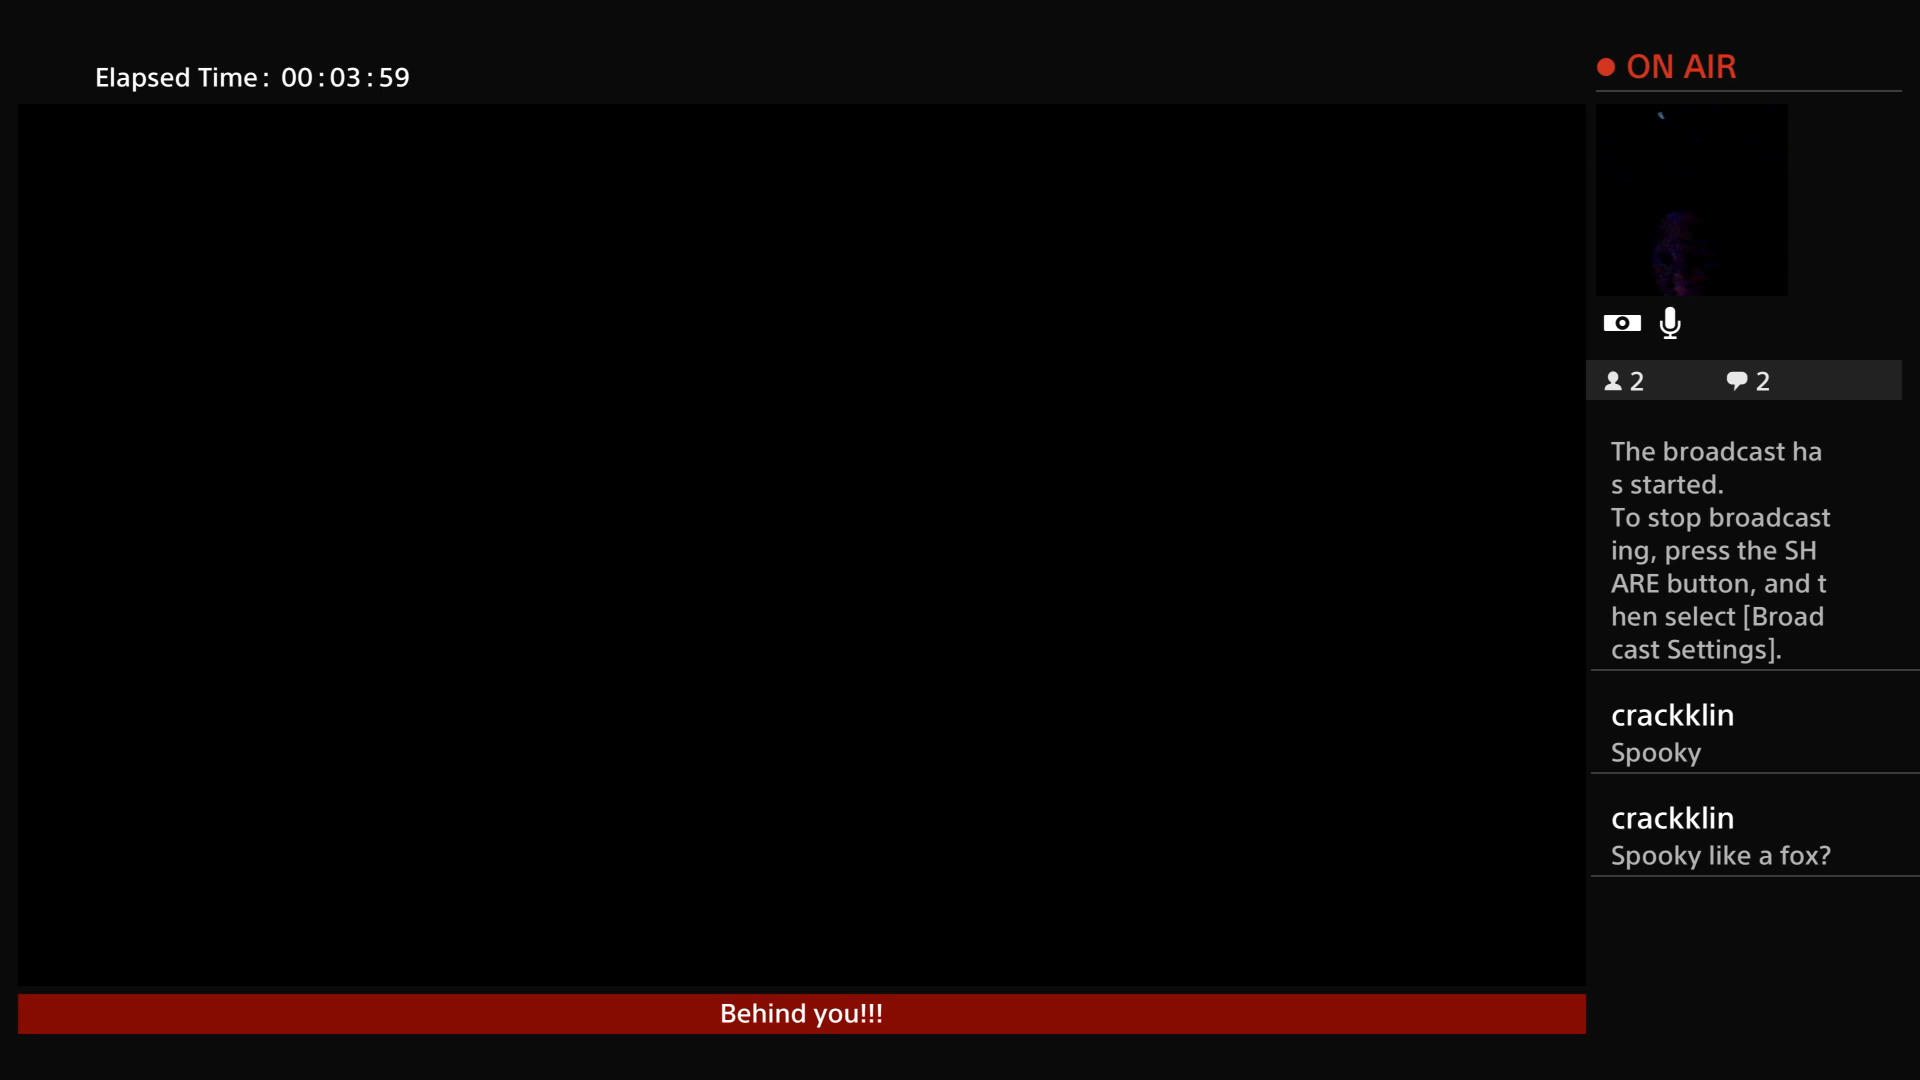 Elapsed Time: 00:03:59
ON AIR
2 2
The broadcast ha
s started.
To stop broadcast
ing, press the SH
ARE button, and t
hen select [Broad
cast Settings].
crackklin
Spooky
crackklin
Spooky like a fox?
Behind you!!!